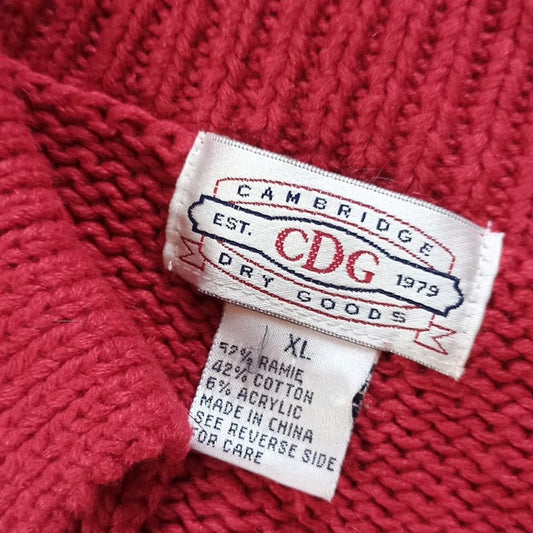 CAMBRIDGE
EST. CDG 1979
DRY GOODS
XL
52% RAMIE
42% COTTON
6% ACRYLIC
MADE IN CHINA
SEE REVERSE SIDE
FOR CARE